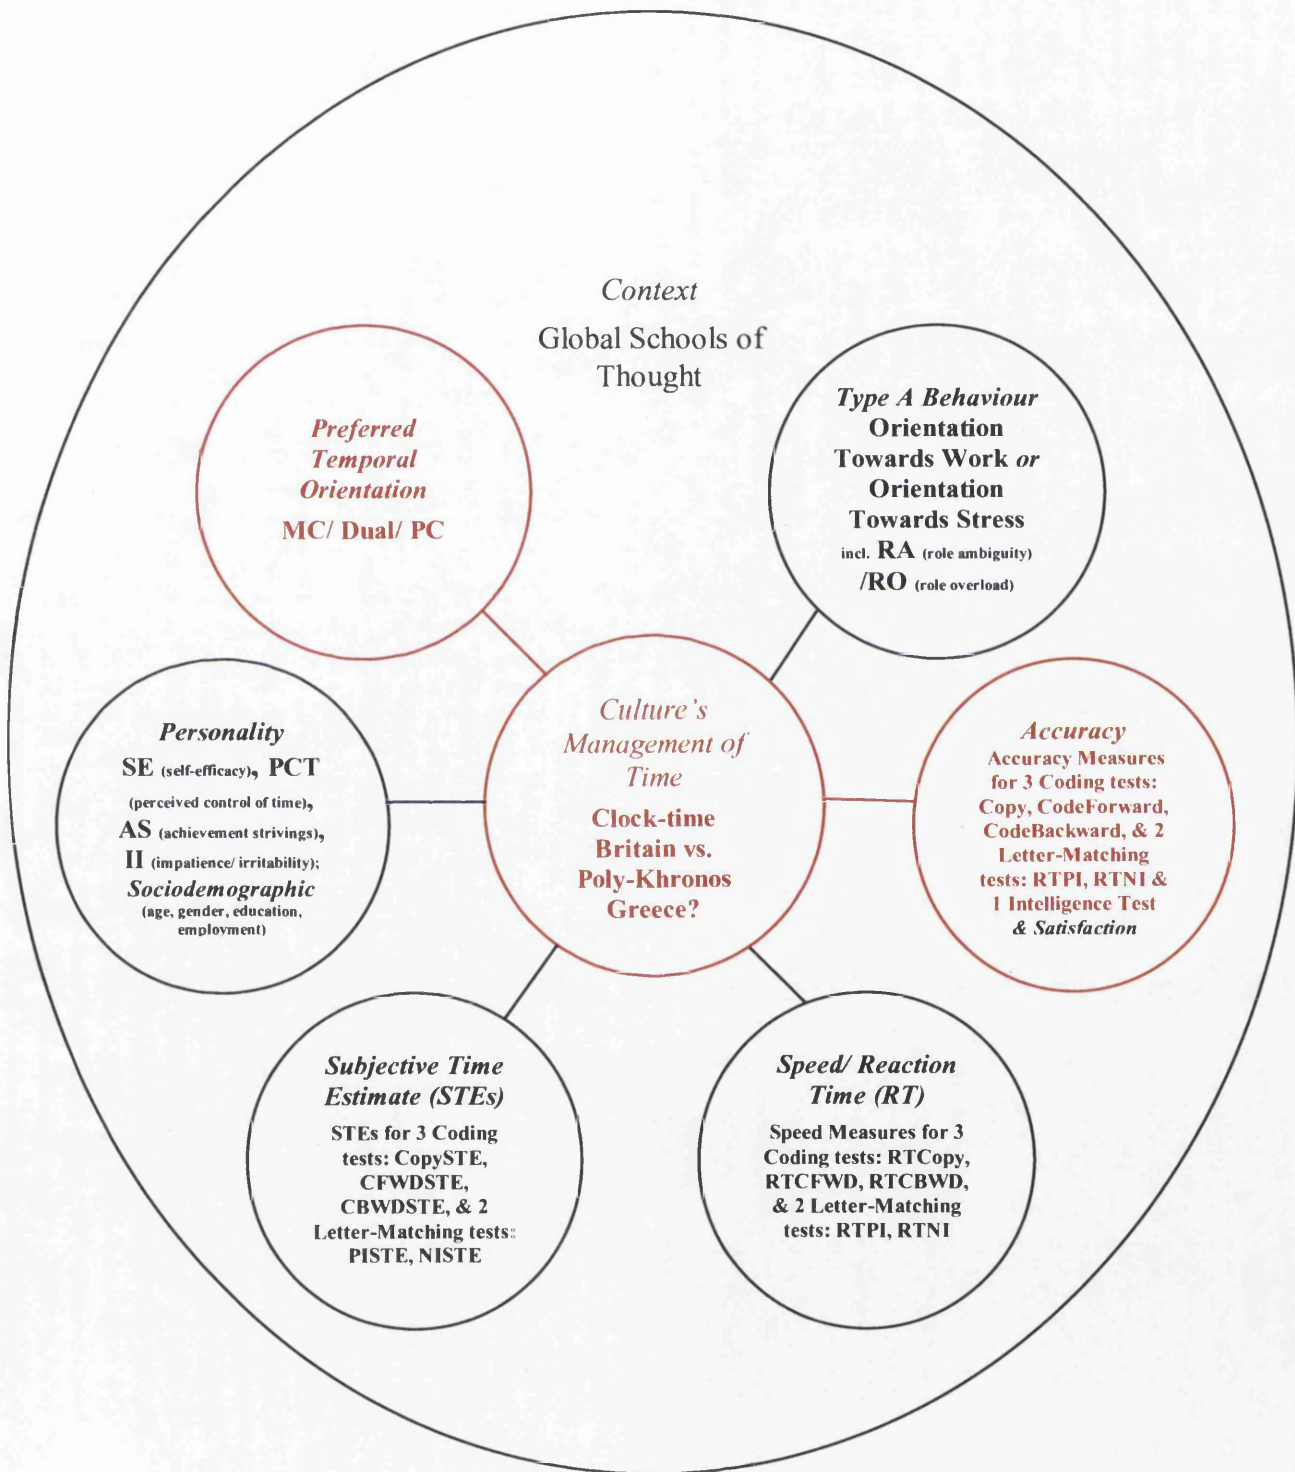 Context
Global Schools of
Thought
Preferred
Temporal
Orientation
MC/ Dual/ PC
Type A Behaviour
Orientation
Towards Work or
Orientation
Towards Stress
incl. RA (role ambiguity)
/RO (role overload)
Culture's
Management of
Time
Clock-time
Britain vs.
Poly-Khronos
Greece?
Personality
SE (self-efficacy), PCT
(perceived control of time),
AS (achievement strivings),
II (impatience/ irritability);
Sociodemographic
(age, gender, education,
employment)
Accuracy
Accuracy Measures
for 3 Coding tests:
Copy, CodeForward,
CodeBackward, & 2
Letter-Matching
tests: RTPI, RTNI &
1 Intelligence Test
& Satisfaction
Subjective Time
Estimate (STEs)
STEs for 3 Coding
tests: CopySTE,
CFWDSTE,
CBWDSTE, & 2
Letter-Matching tests:
PISTE, NISTE
Speed/ Reaction
Time (RT)
Speed Measures for 3
Coding tests: RTCopy,
RTCFWD, RTCBWD,
& 2 Letter-Matching
tests: RTPI, RTNI